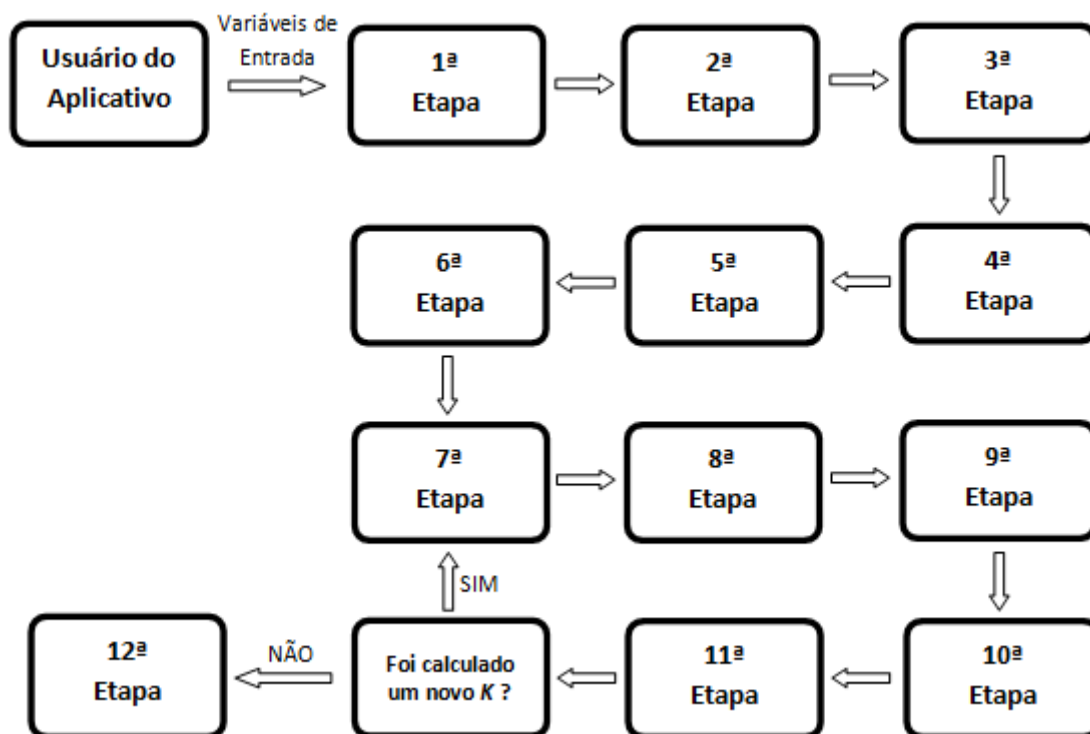 Usuário do
Aplicativo
Variáveis de
Entrada
1ª
Etapa
2ª
Etapa
3ª
Etapa
4ª
Etapa
5ª
Etapa
6ª
Etapa
7ª
Etapa
8ª
Etapa
9ª
Etapa
10ª
Etapa
11ª
Etapa
Foi calculado
um novo K ?
SIM
NÃO
12ª
Etapa